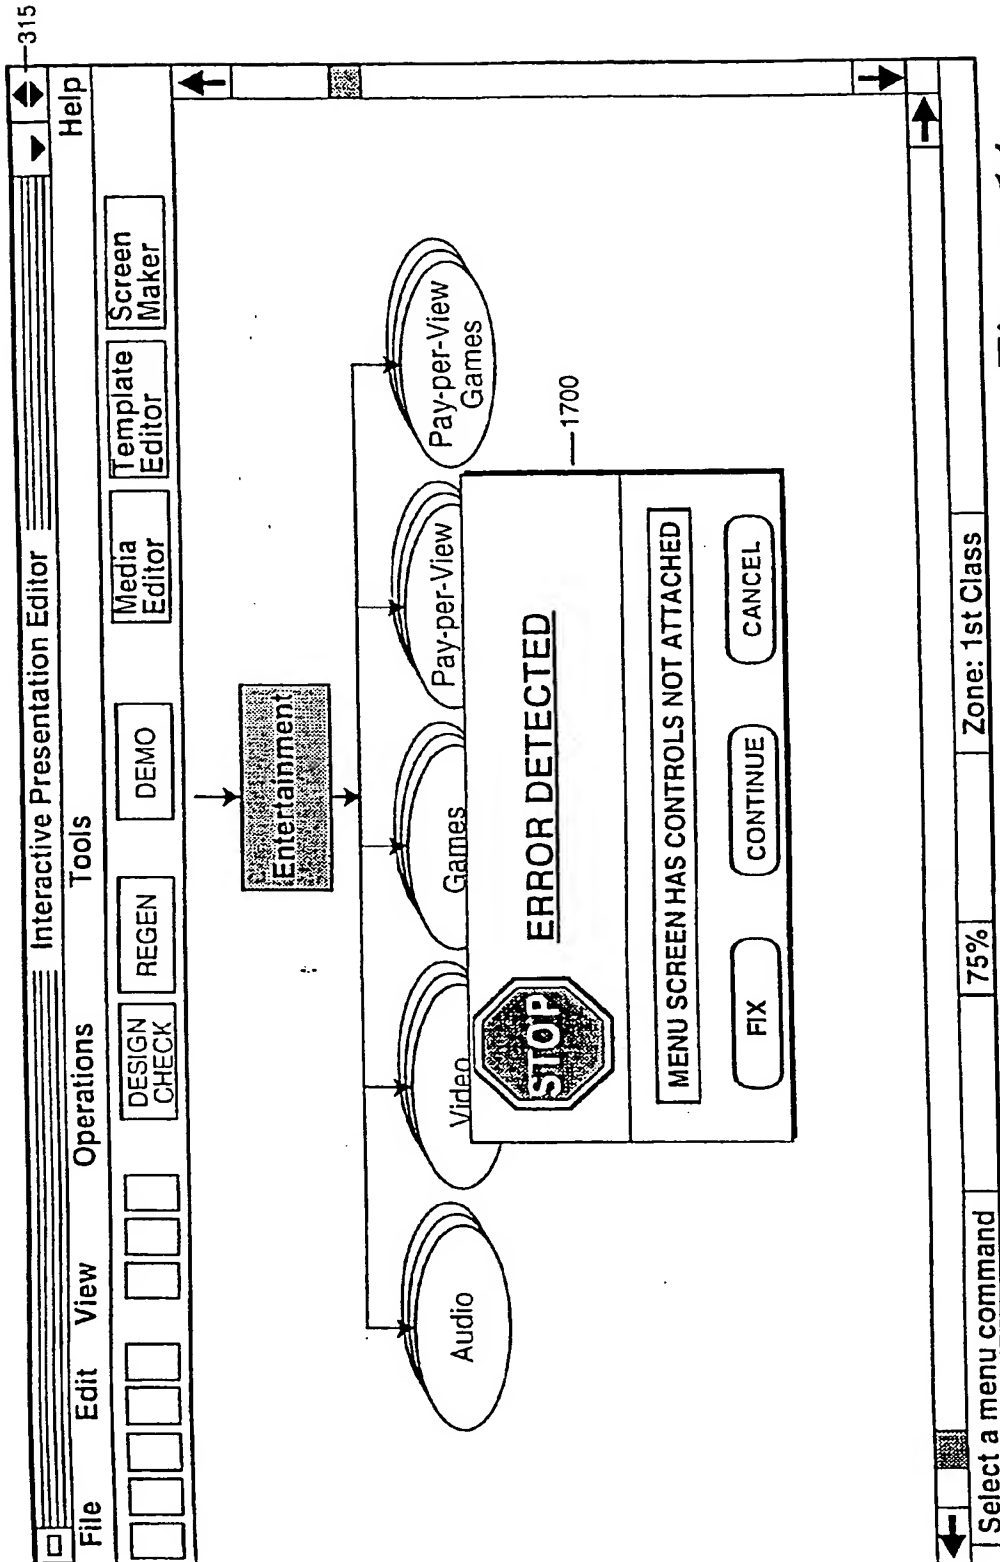 315
Interactive Presentation Editor
File Edit View Operations Tools Help
DESIGN
CHECK
REGEN
DEMO
Media
Editor
Template
Editor
Screen
Maker
Entertainment
Audio
Video
Games
Pay-per-View
Pay-per-View
Games
1700
STOP
ERROR DETECTED
MENU SCREEN HAS CONTROLS NOT ATTACHED
FIX
CONTINUE
CANCEL
Select a menu command
75%
Zone: 1st Class